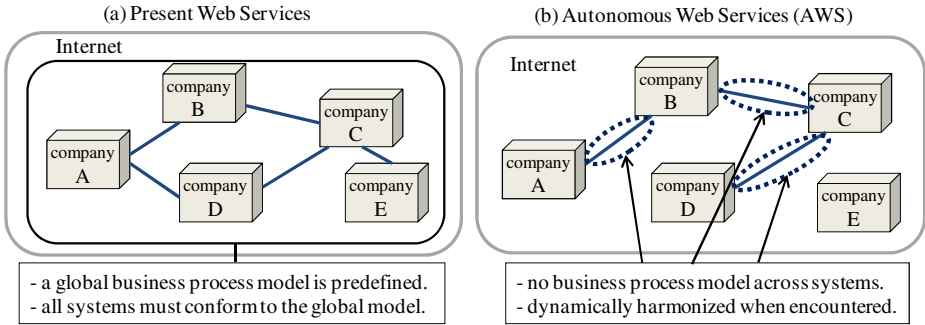 (a) Present Web Services
Internet
company
B
company
C
company
A
company
D
company
E
- a global business process model is predefined.
- all systems must conform to the global model.
(b) Autonomous Web Services (AWS)
Internet
company
B
company
C
company
A
company
D
company
E
- no business process model across systems.
- dynamically harmonized when encountered.